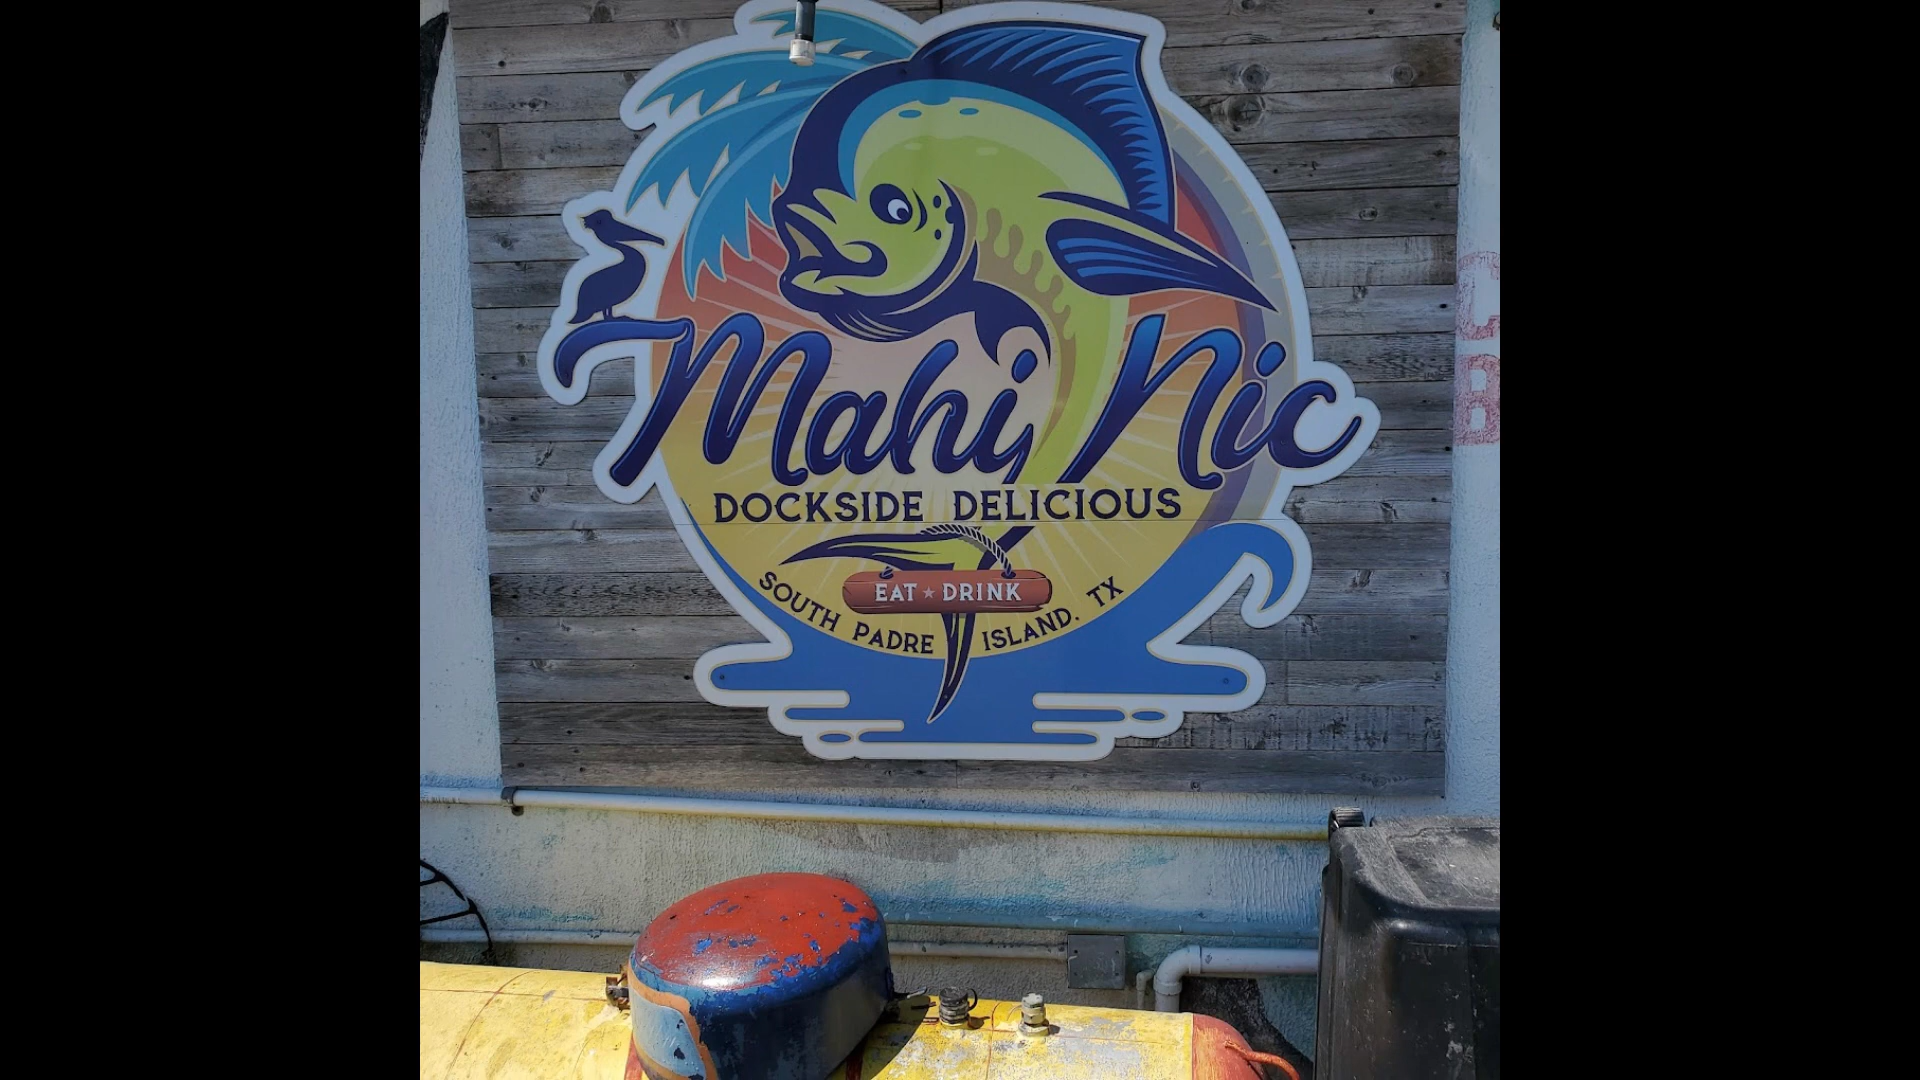 Mahi Nic
DOCKSIDE DELICIOUS
EAT ★ DRINK
SOUTH PADRE ISLAND, TX